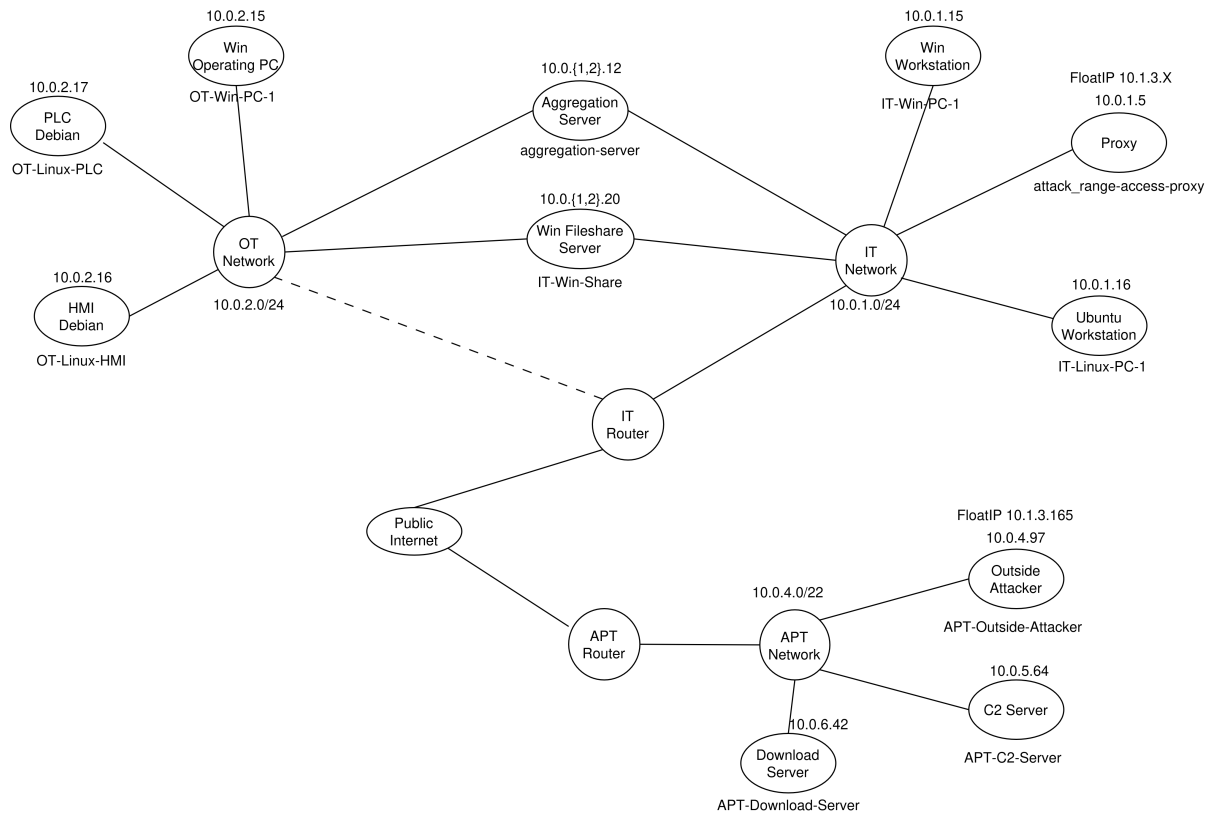 10.0.2.15
Win
Operating PC
OT-Win-PC-1
10.0.2.17
PLC
Debian
OT-Linux-PLC
10.0.{1,2}.12
Aggregation
Server
aggregation-server
10.0.1.15
Win
Workstation
IT-Win-PC-1
FloatIP 10.1.3.X
10.0.1.5
Proxy
attack_range-access-proxy
10.0.{1,2}.20
Win Fileshare
Server
IT-Win-Share
OT
Network
10.0.2.0/24
IT
Network
10.0.1.0/24
10.0.2.16
HMI
Debian
OT-Linux-HMI
10.0.1.16
Ubuntu
Workstation
IT-Linux-PC-1
IT
Router
Public
Internet
FloatIP 10.1.3.165
10.0.4.97
Outside
Attacker
APT-Outside-Attacker
10.0.4.0/22
APT
Router
APT
Network
10.0.5.64
C2 Server
APT-C2-Server
10.0.6.42
Download
Server
APT-Download-Server